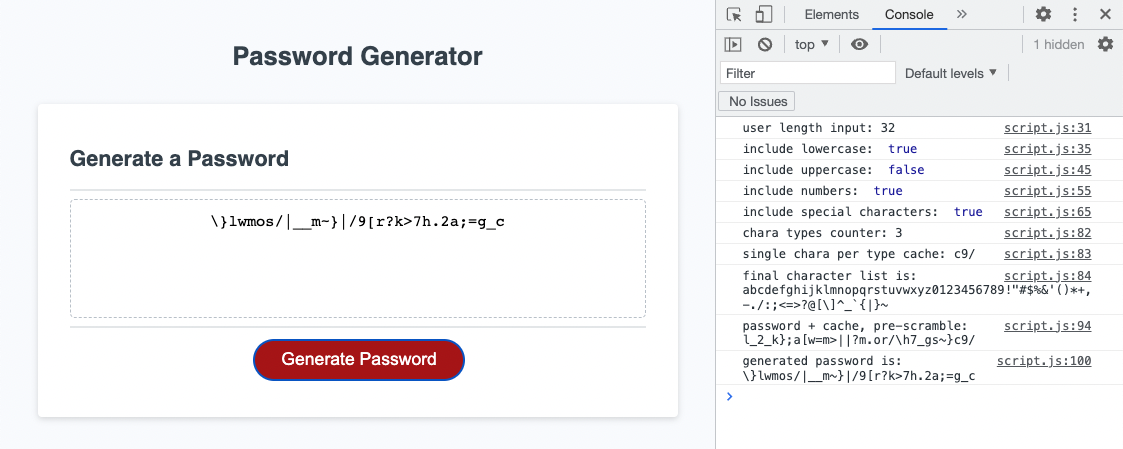 Password Generator
Generate a Password
\}lwmos/|__m~}|/9[r?k>7h.2a;=g_c
Generate Password
Elements Console
top ▼ 1 hidden
Filter Default levels ▼
No Issues
user length input: 32 script.js:31
include lowercase: true script.js:35
include uppercase: false script.js:45
include numbers: true script.js:55
include special characters: true script.js:65
chara types counter: 3 script.js:82
single chara per type cache: c9/ script.js:83
final character list is: script.js:84
abcdefghijklmnopqrstuvwxyz0123456789!"#$%&'()*+,
-./:;<=>?@[\]^_`{|}~
password + cache, pre-scramble: script.js:94
l_2_k};a[w=m>||?m.or/\h7_gs~}c9/
generated password is: script.js:100
\}lwmos/|__m~}|/9[r?k>7h.2a;=g_c